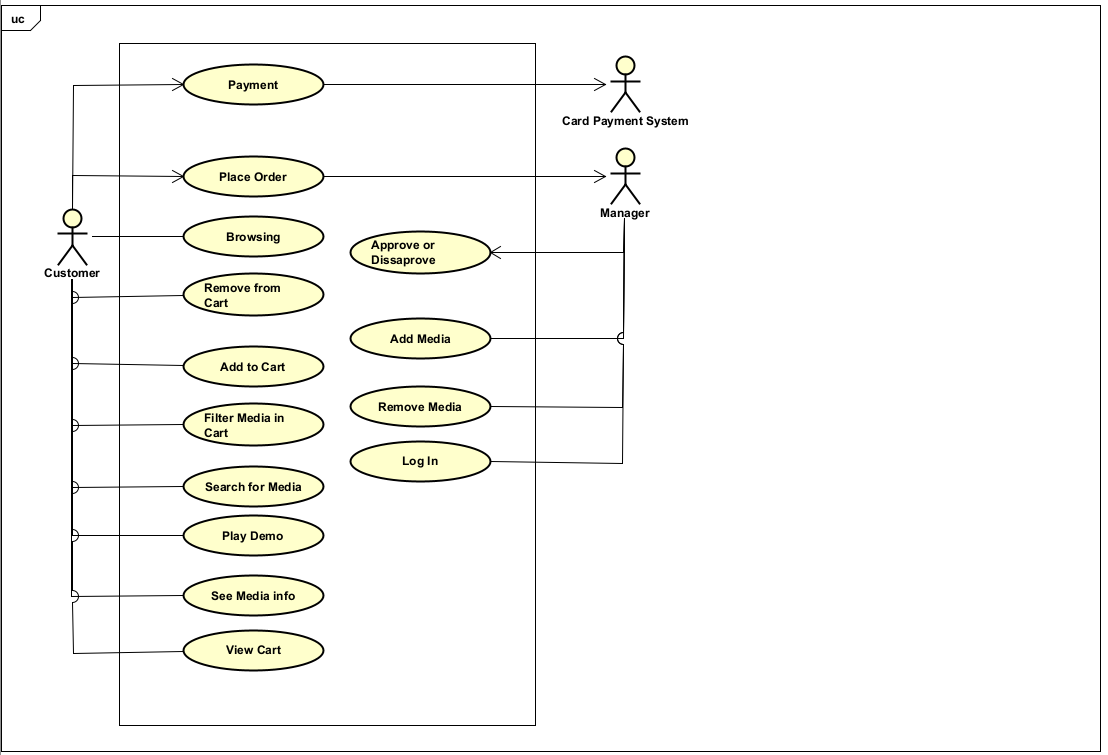 uc
Payment
Card Payment System
Place Order
Manager
Browsing
Customer
Approve or
Dissaprove
Remove from
Cart
Add Media
Add to Cart
Remove Media
Filter Media in
Cart
Log In
Search for Media
Play Demo
See Media info
View Cart